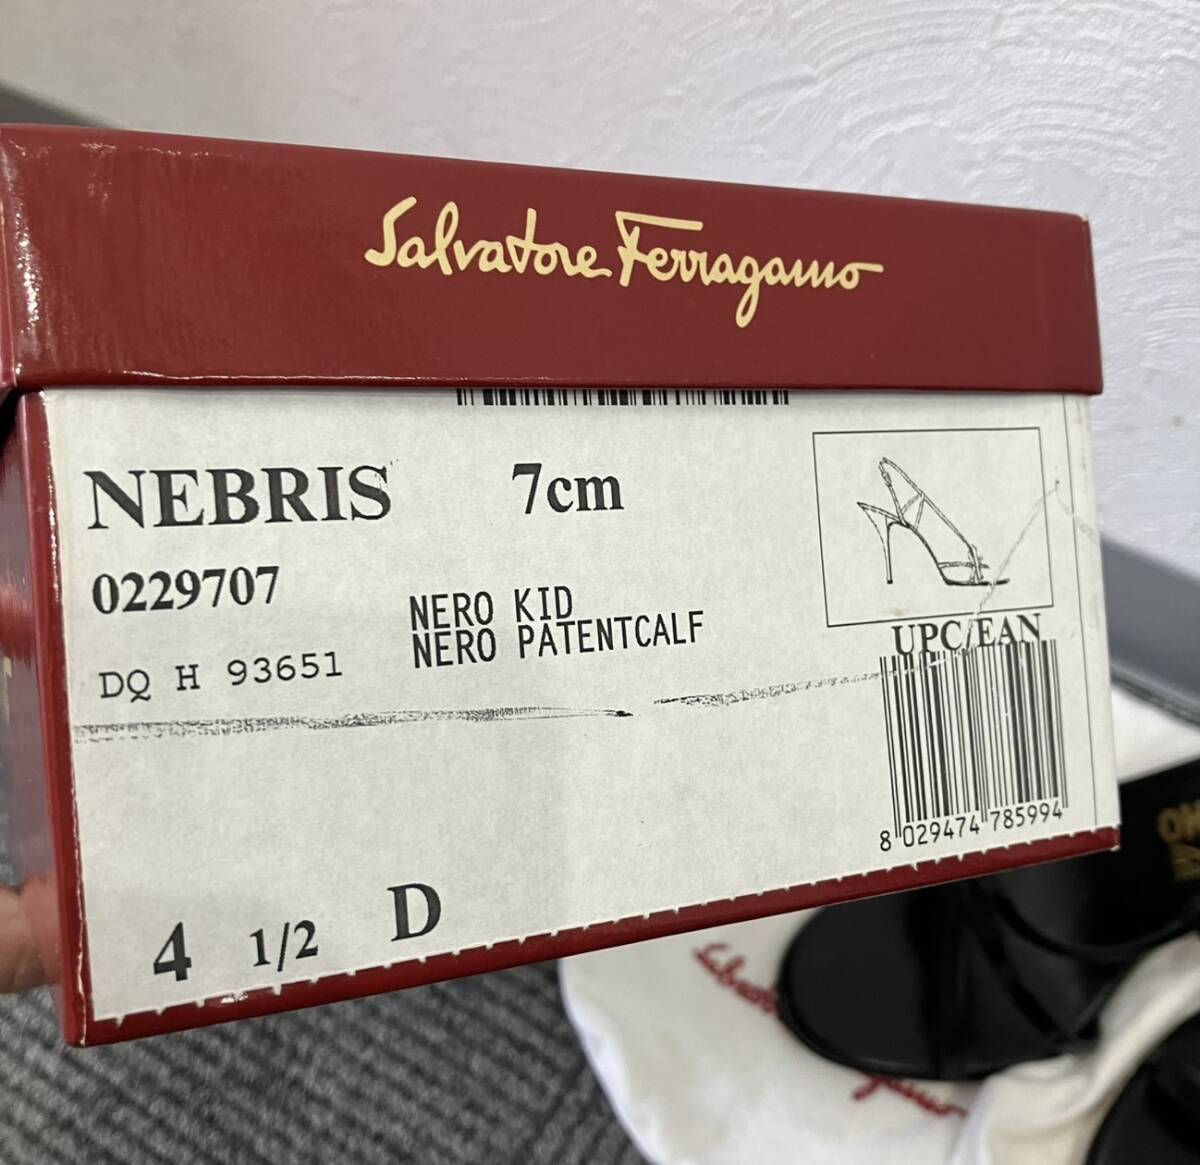 Salvatore Ferragamo
NEBRIS 7cm
0229707
NERO KID
NERO PATENTCALF
DQ H 93651
UPC/EAN
8 029474 785994
4 1/2 D
Salvatore